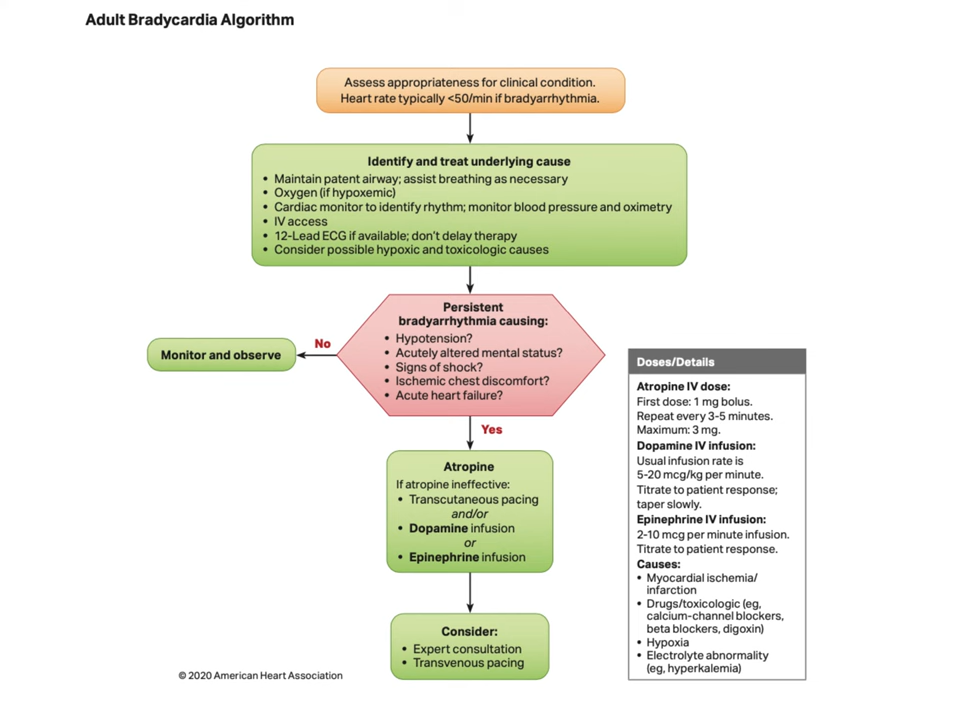 Adult Bradycardia Algorithm
Assess appropriateness for clinical condition.
Heart rate typically <50/min if bradyarrhythmia.
Identify and treat underlying cause
• Maintain patent airway; assist breathing as necessary
• Oxygen (if hypoxemic)
• Cardiac monitor to identify rhythm; monitor blood pressure and oximetry
• IV access
• 12-Lead ECG if available; don't delay therapy
• Consider possible hypoxic and toxicologic causes
Persistent
bradyarrhythmia causing:
• Hypotension?
• Acutely altered mental status?
• Signs of shock?
• Ischemic chest discomfort?
• Acute heart failure?
No
Monitor and observe
Yes
Atropine
If atropine ineffective:
• Transcutaneous pacing
and/or
• Dopamine infusion
or
• Epinephrine infusion
Consider:
• Expert consultation
• Transvenous pacing
Doses/Details
Atropine IV dose:
First dose: 1 mg bolus.
Repeat every 3-5 minutes.
Maximum: 3 mg.
Dopamine IV infusion:
Usual infusion rate is
5-20 mcg/kg per minute.
Titrate to patient response;
taper slowly.
Epinephrine IV infusion:
2-10 mcg per minute infusion.
Titrate to patient response.
Causes:
• Myocardial ischemia/
infarction
• Drugs/toxicologic (eg,
calcium-channel blockers,
beta blockers, digoxin)
• Hypoxia
• Electrolyte abnormality
(eg, hyperkalemia)
© 2020 American Heart Association